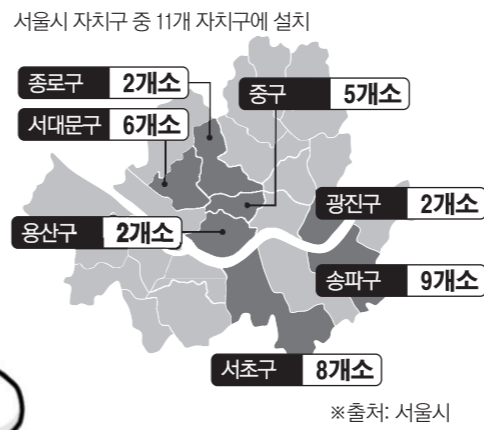 서울시 자치구 중 11개 자치구에 설치
종로구 2개소
중구 5개소
서대문구 6개소
광진구 2개소
용산구 2개소
송파구 9개소
서초구 8개소
※출처: 서울시